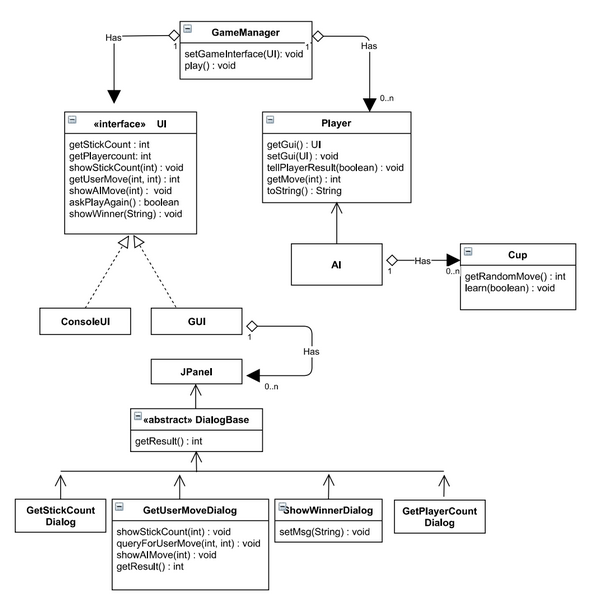 GameManager
setGameInterface(UI): void
play() : void
Has
1
1
Has
0..n
«interface» UI
getStickCount : int
getPlayercount: int
showStickCount(int) : void
getUserMove(int, int) : int
showAIMove(int) : void
askPlayAgain() : boolean
showWinner(String) : void
Player
getGui() : UI
setGui(UI) : void
tellPlayerResult(boolean) : void
getMove(int) : int
toString() : String
AI
1
Has
0..n
Cup
getRandomMove() : int
learn(boolean) : void
ConsoleUI
GUI
1
Has
0..n
JPanel
«abstract» DialogBase
getResult() : int
GetStickCount
Dialog
GetUserMoveDialog
showStickCount(int) : void
queryForUserMove(int, int) : void
showAIMove(int) : void
getResult() : int
ShowWinnerDialog
setMsg(String) : void
GetPlayerCount
Dialog